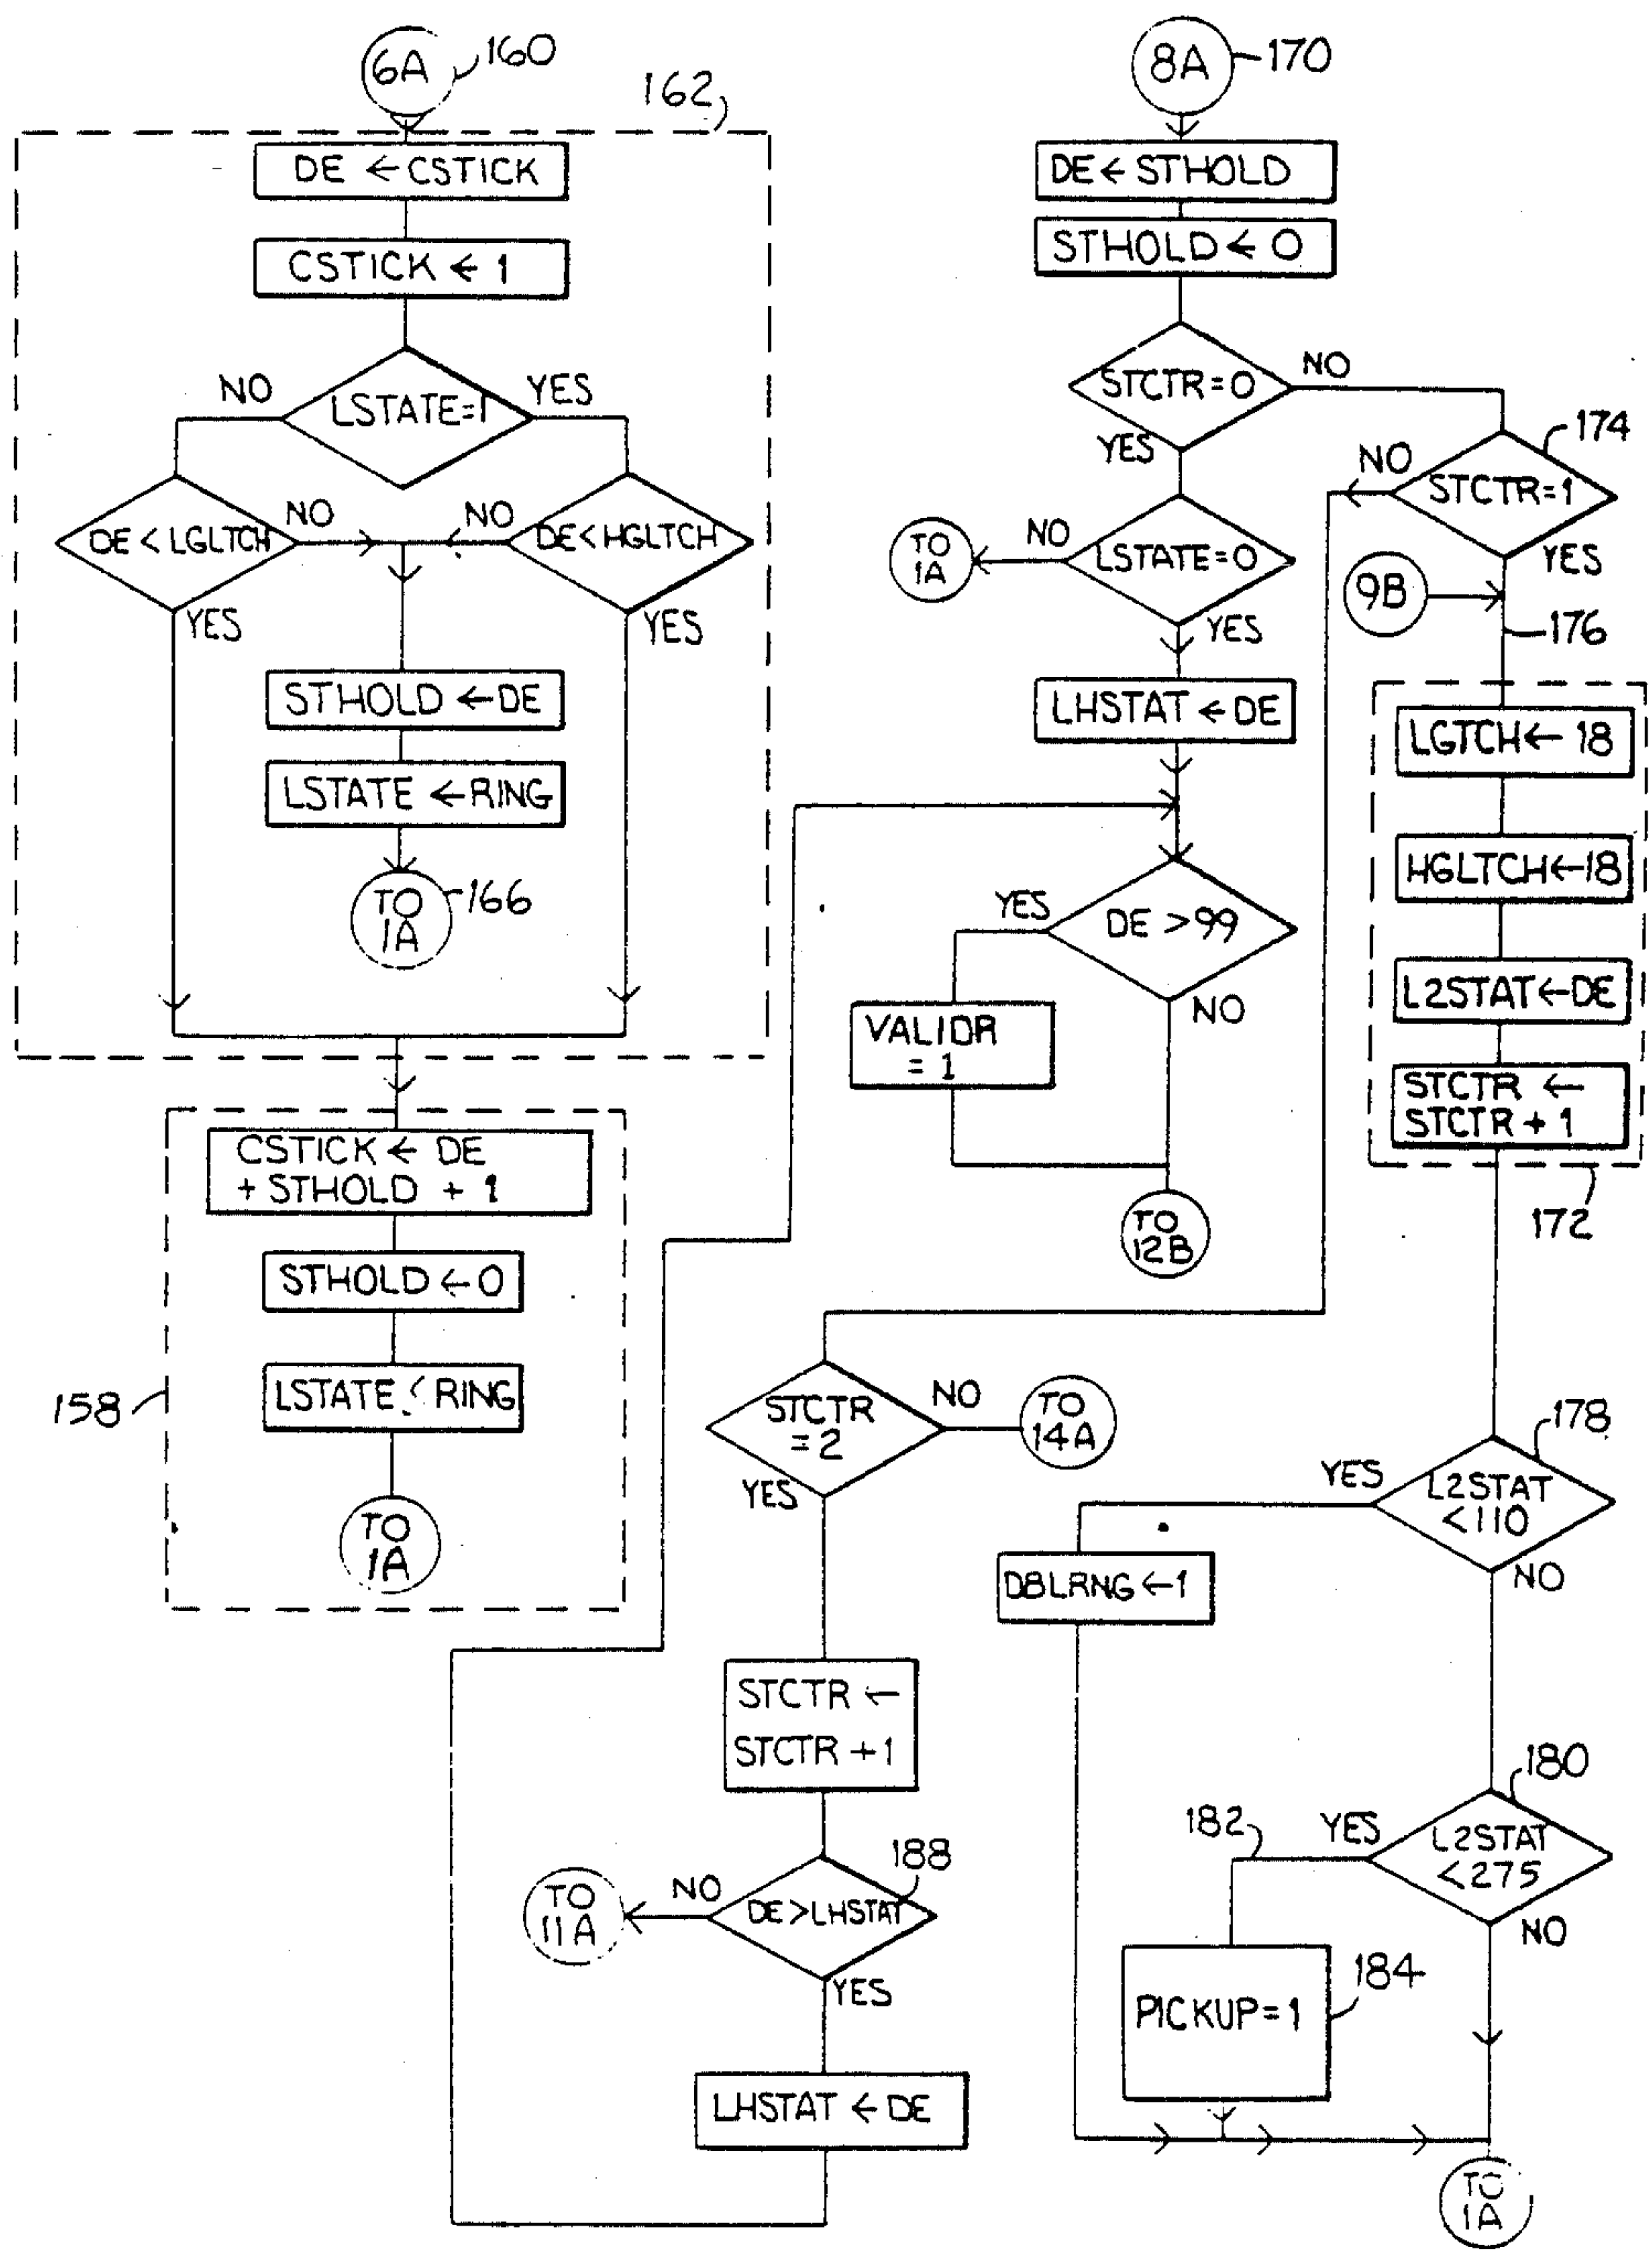 6A
160
162
DE ← CSTICK
CSTICK ← 1
LSTATE=1
NO
YES
DE < LGLTCH
NO
YES
DE < HGLTCH
NO
YES
STHOLD ← DE
LSTATE ← RING
TO
1A
166
CSTICK ← DE
+ STHOLD + 1
STHOLD ← 0
LSTATE < RING
158
TO
1A
8A
170
DE ← STHOLD
STHOLD ← 0
STCTR=0
NO
YES
LSTATE=0
NO
TO
1A
YES
LHSTAT ← DE
DE > 99
YES
NO
VALIDR
= 1
TO
12B
174
STCTR=1
NO
YES
9B
176
LGTCH ← 18
HGLTCH ← 18
L2STAT ← DE
STCTR ←
STCTR + 1
172
STCTR
= 2
NO
TO
14A
YES
STCTR ←
STCTR + 1
188
DE > LHSTAT
NO
TO
11A
YES
LHSTAT ← DE
178
L2STAT
< 110
YES
NO
DBLRNG ← 1
180
L2STAT
< 275
182
YES
NO
PICKUP = 1
184
TO
1A